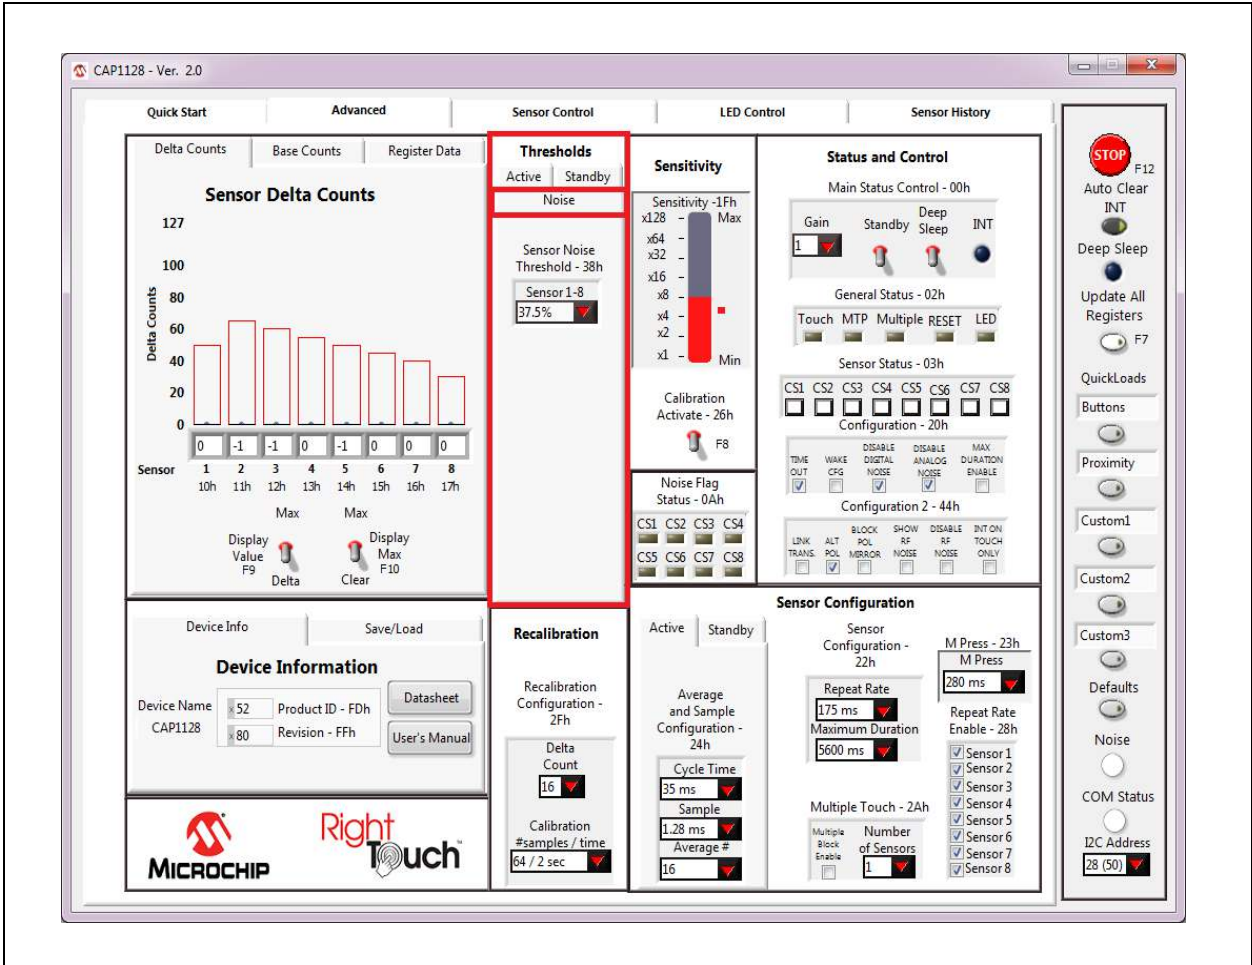 CAP1128 - Ver. 2.0
Quick Start
Advanced
Sensor Control
LED Control
Sensor History
Delta Counts
Base Counts
Register Data
Sensor Delta Counts
Delta Counts
127
100
80
60
40
20
0
0 -1 -1 0 -1 0 0 0
Sensor 1 2 3 4 5 6 7 8
10h 11h 12h 13h 14h 15h 16h 17h
Max
Display
Value
F9
Delta
Max
Display
Max
F10
Clear
Thresholds
Active
Standby
Noise
Sensor Noise
Threshold - 38h
Sensor 1-8
37.5%
Sensitivity
Sensitivity -1Fh
x128
Max
x64
x32
x16
x8
x4
x2
x1
Min
Calibration
Activate - 26h
F8
Noise Flag
Status - 0Ah
CS1 CS2 CS3 CS4
CS5 CS6 CS7 CS8
Status and Control
Main Status Control - 00h
Gain
1
Standby
Deep
Sleep
INT
General Status - 02h
Touch MTP Multiple RESET LED
Sensor Status - 03h
CS1 CS2 CS3 CS4 CS5 CS6 CS7 CS8
Configuration - 20h
TIME
OUT
WAKE
CFG
DISABLE
DIGITAL
NOISE
DISABLE
ANALOG
NOISE
MAX
DURATION
ENABLE
Configuration 2 - 44h
LINK
TRANS.
ALT
POL
BLOCK
POL
MIRROR
SHOW
RF
NOISE
DISABLE
RF
NOISE
INT ON
TOUCH
ONLY
Device Info
Save/Load
Device Information
Device Name
CAP1128
x 52
Product ID - FDh
x 80
Revision - FFh
Datasheet
User's Manual
MICROCHIP
Right
Touch
Recalibration
Recalibration
Configuration -
2Fh
Delta
Count
16
Calibration
#samples / time
64 / 2 sec
Sensor Configuration
Active
Standby
Average
and Sample
Configuration -
24h
Cycle Time
35 ms
Sample
1.28 ms
Average #
16
Sensor
Configuration -
22h
Repeat Rate
175 ms
Maximum Duration
5600 ms
Multiple Touch - 2Ah
Multiple
Block
Enable
Number
of Sensors
1
M Press - 23h
M Press
280 ms
Repeat Rate
Enable - 28h
Sensor 1
Sensor 2
Sensor 3
Sensor 4
Sensor 5
Sensor 6
Sensor 7
Sensor 8
STOP
F12
Auto Clear
INT
Deep Sleep
Update All
Registers
F7
QuickLoads
Buttons
Proximity
Custom1
Custom2
Custom3
Defaults
Noise
COM Status
I2C Address
28 (50)